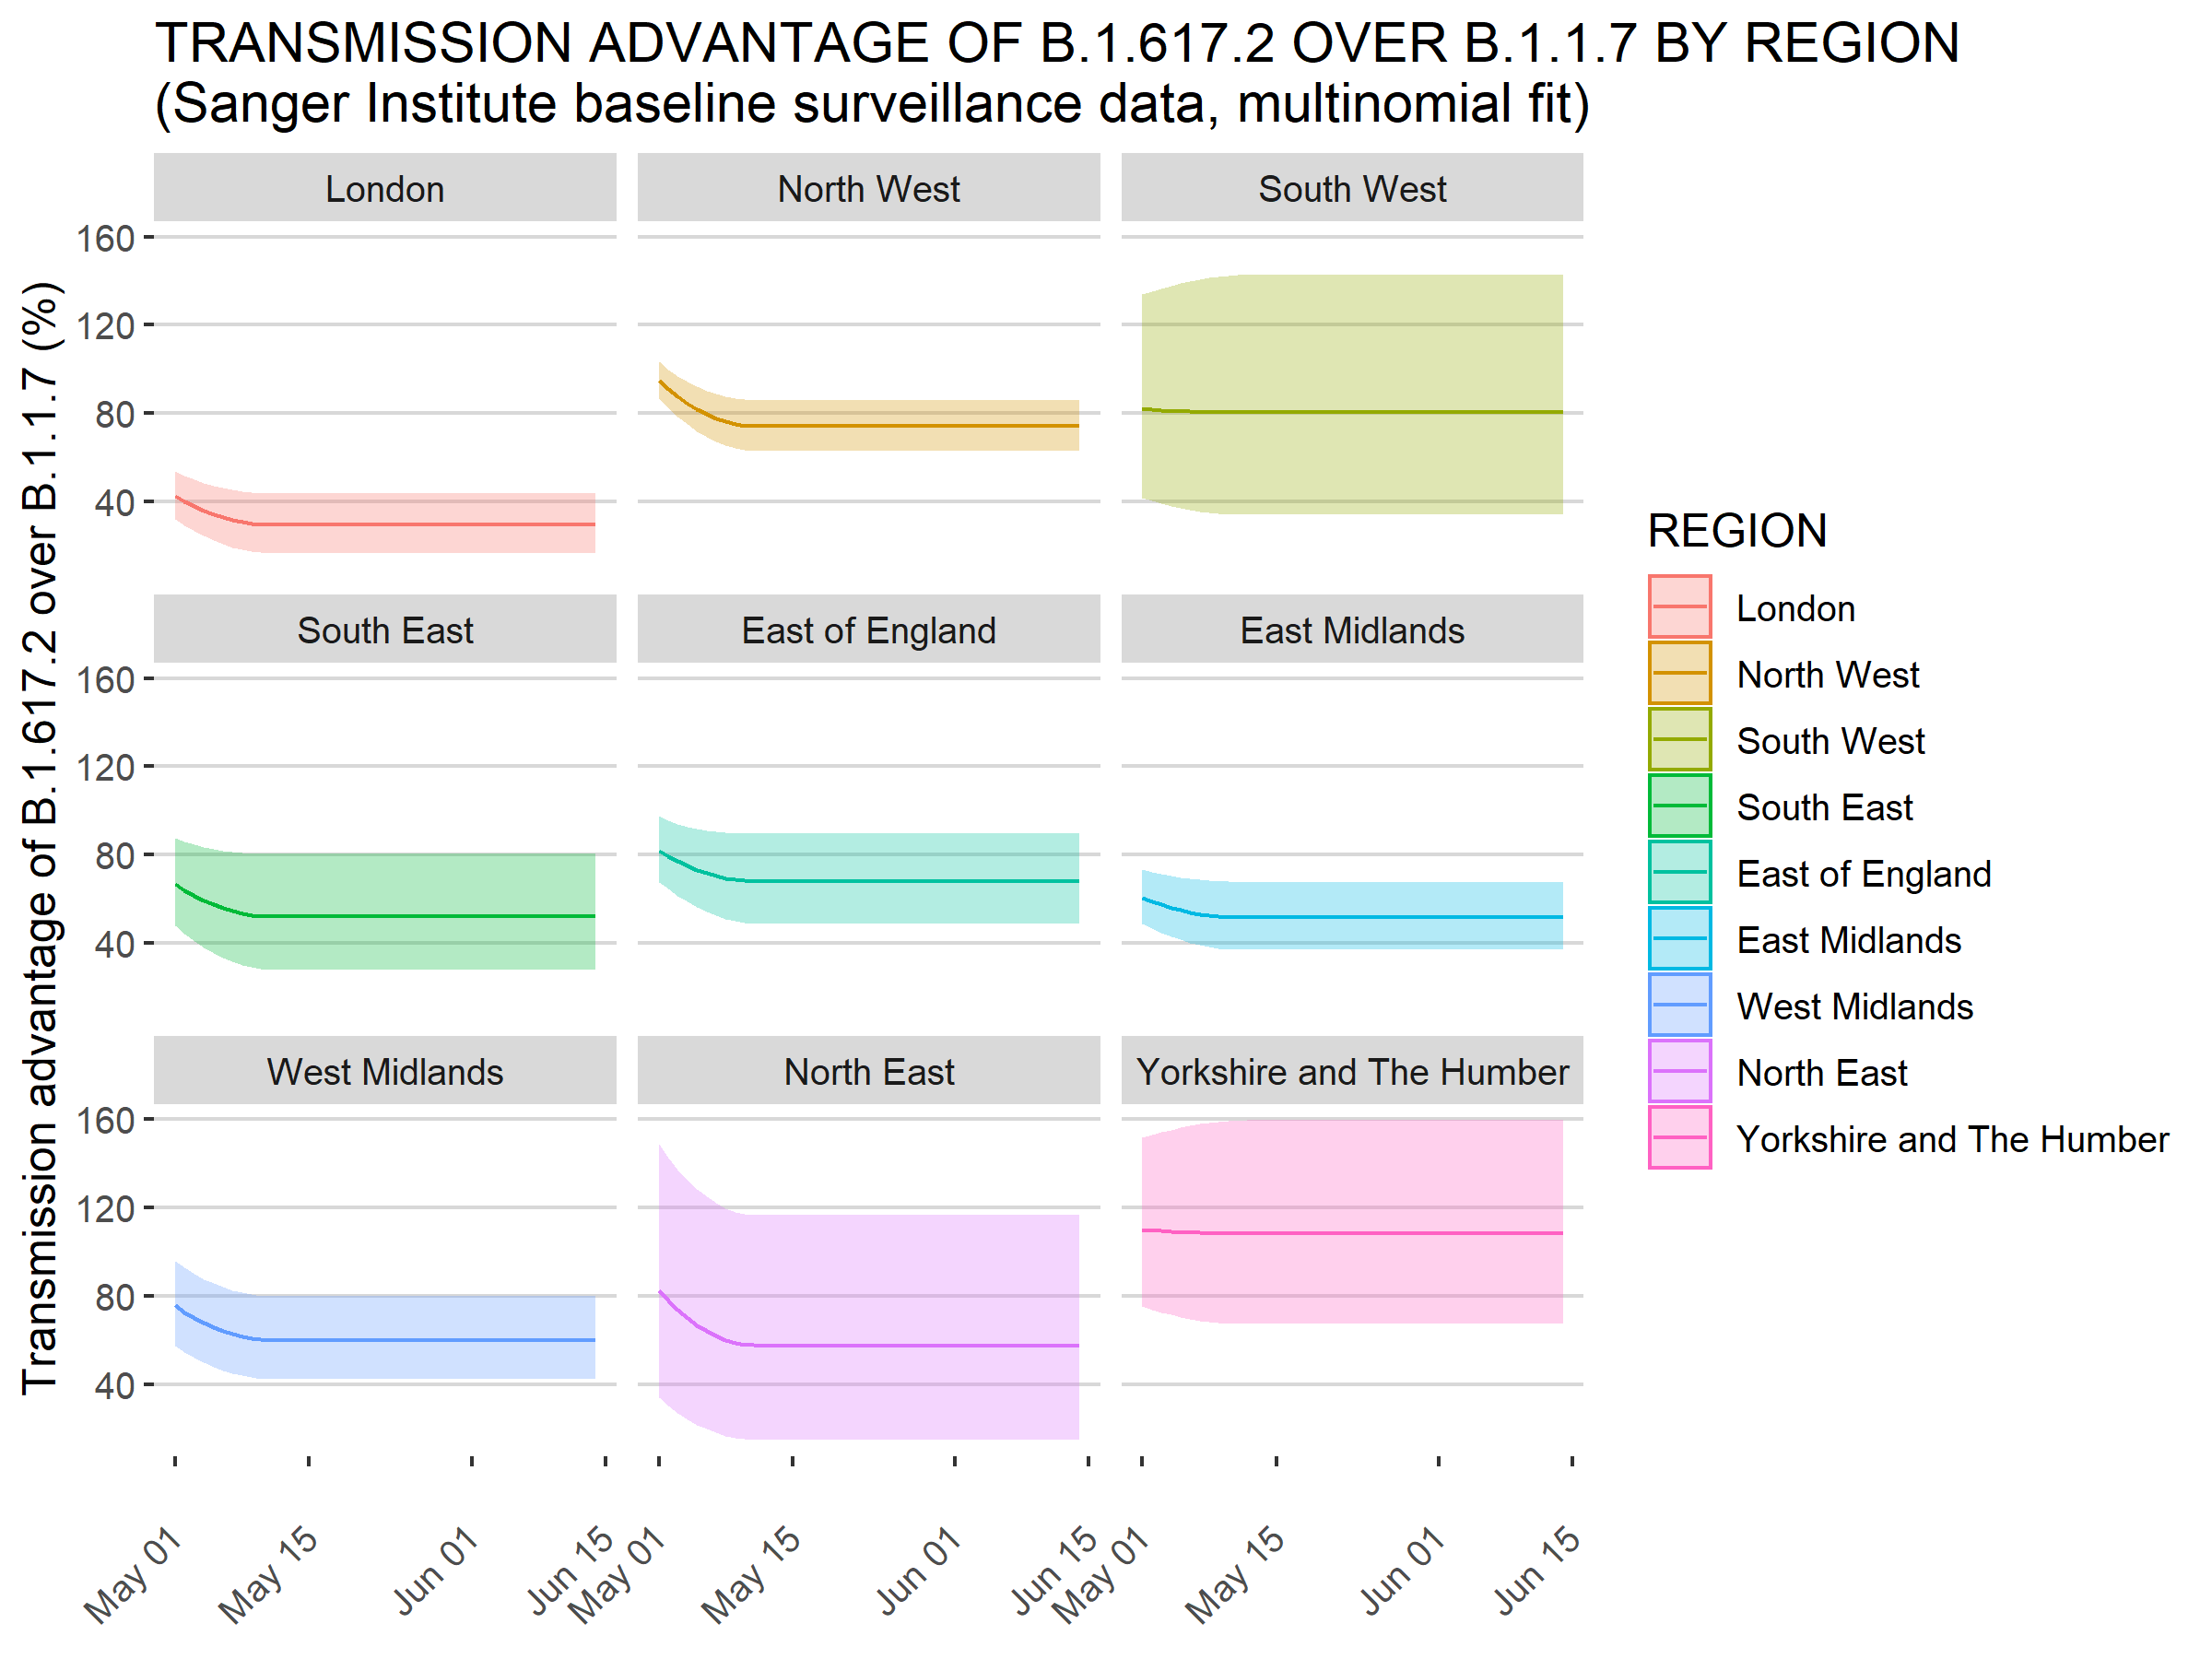 TRANSMISSION ADVANTAGE OF B.1.617.2 OVER B.1.1.7 BY REGION
(Sanger Institute baseline surveillance data, multinomial fit)
Transmission advantage of B.1.617.2 over B.1.1.7 (%)
London
North West
South West
160
120
80
40
South East
East of England
East Midlands
160
120
80
40
West Midlands
North East
Yorkshire and The Humber
160
120
80
40
May 01
May 15
Jun 01
Jun 15
May 01
May 15
Jun 01
Jun 15
May 01
May 15
Jun 01
Jun 15
REGION
London
North West
South West
South East
East of England
East Midlands
West Midlands
North East
Yorkshire and The Humber